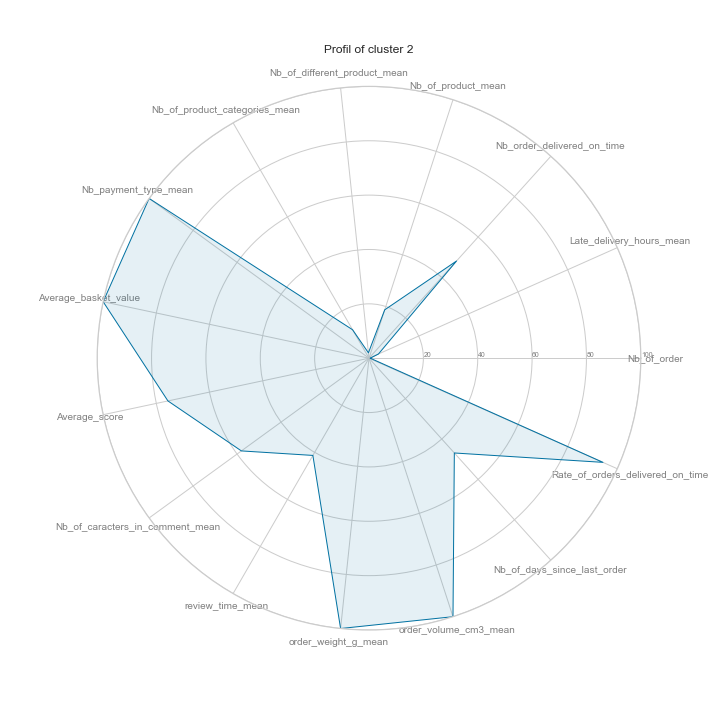 Profil of cluster 2
Nb_of_different_product_mean
Nb_of_product_mean
Nb_of_product_categories_mean
Nb_order_delivered_on_time
Nb_payment_type_mean
Late_delivery_hours_mean
Average_basket_value
20 40 60 80 100
Nb_of_order
Average_score
Rate_of_orders_delivered_on_time
Nb_of_caracters_in_comment_mean
Nb_of_days_since_last_order
review_time_mean
order_volume_cm3_mean
order_weight_g_mean